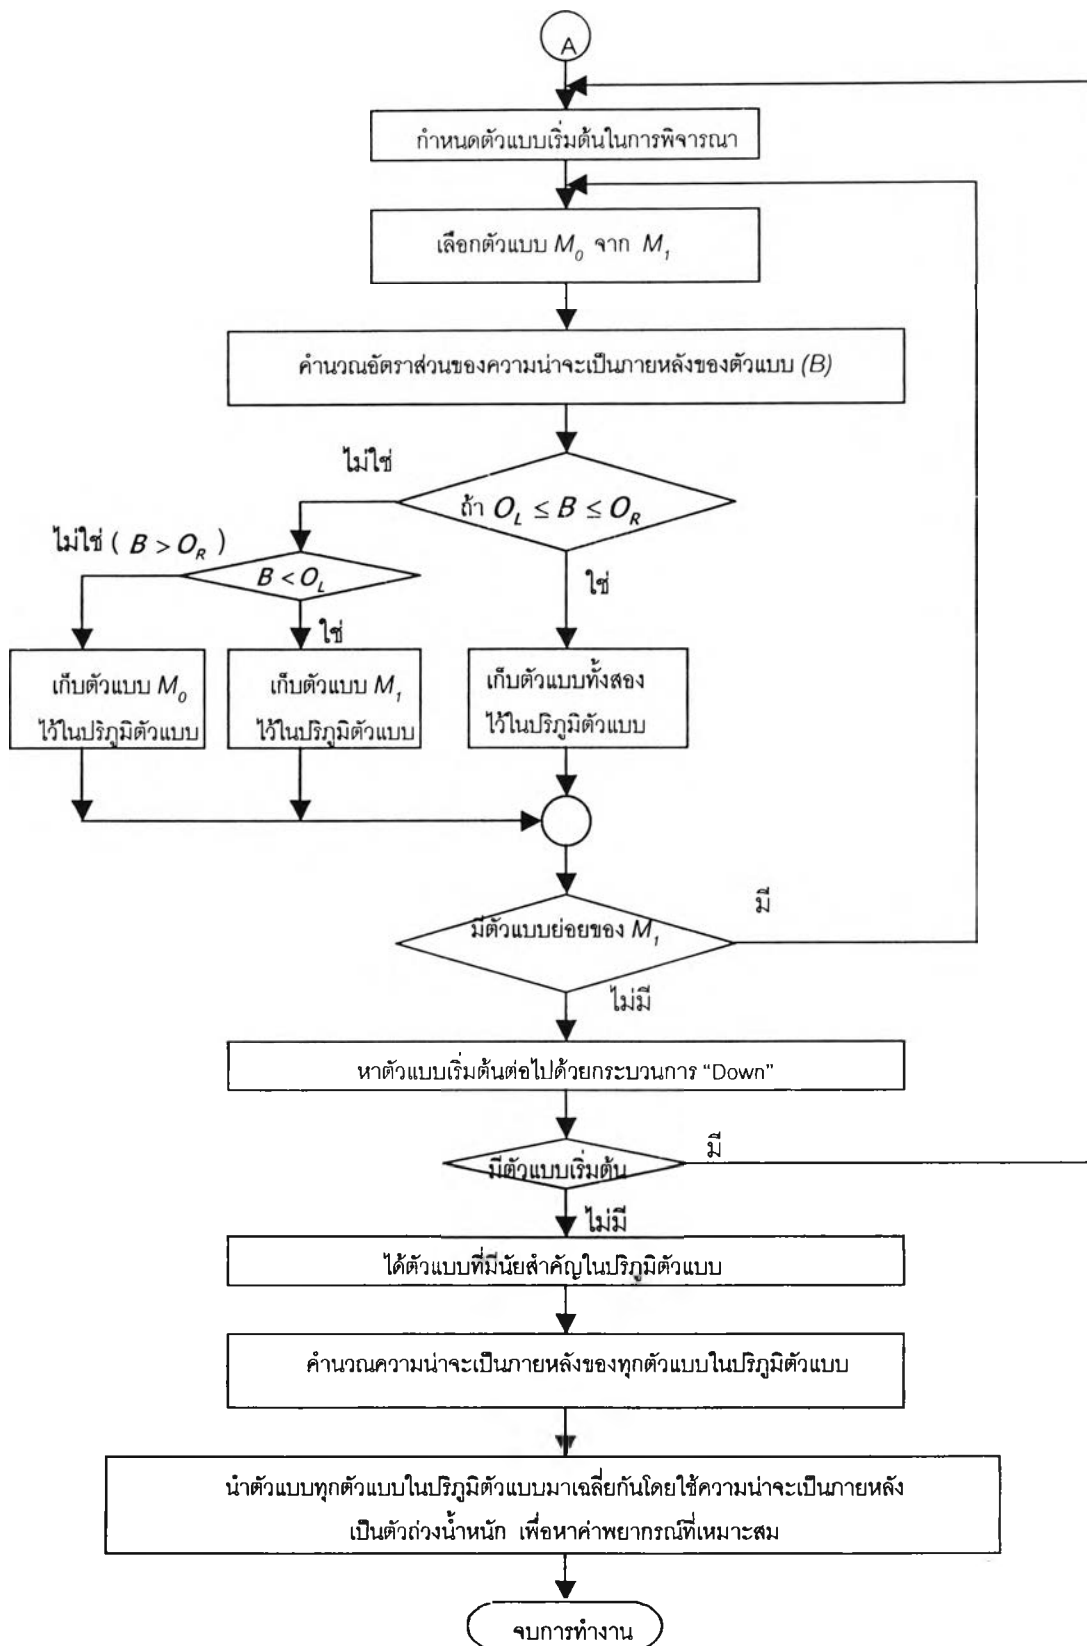 A
กำหนดตัวแบบเริ่มต้นในการพิจารณา
เลือกตัวแบบ M₀ จาก M₁
คำนวณอัตราส่วนของความน่าจะเป็นภายหลังของตัวแบบ (B)
ไม่ใช่
ถ้า O_L ≤ B ≤ O_R
ไม่ใช่ ( B > O_R )
B < O_L
ใช่
ใช่
เก็บตัวแบบ M₀
ไว้ในปริภูมิตัวแบบ
เก็บตัวแบบ M₁
ไว้ในปริภูมิตัวแบบ
เก็บตัวแบบทั้งสอง
ไว้ในปริภูมิตัวแบบ
มีตัวแบบย่อยของ M₁
มี
ไม่มี
หาตัวแบบเริ่มต้นต่อไปด้วยกระบวนการ “Down”
มีตัวแบบเริ่มต้น
มี
ไม่มี
ได้ตัวแบบที่มีนัยสำคัญในปริภูมิตัวแบบ
คำนวณความน่าจะเป็นภายหลังของทุกตัวแบบในปริภูมิตัวแบบ
นำตัวแบบทุกตัวแบบในปริภูมิตัวแบบมาเฉลี่ยกันโดยใช้ความน่าจะเป็นภายหลัง
เป็นตัวถ่วงน้ำหนัก เพื่อหาค่าพยากรณ์ที่เหมาะสม
จบการทำงาน